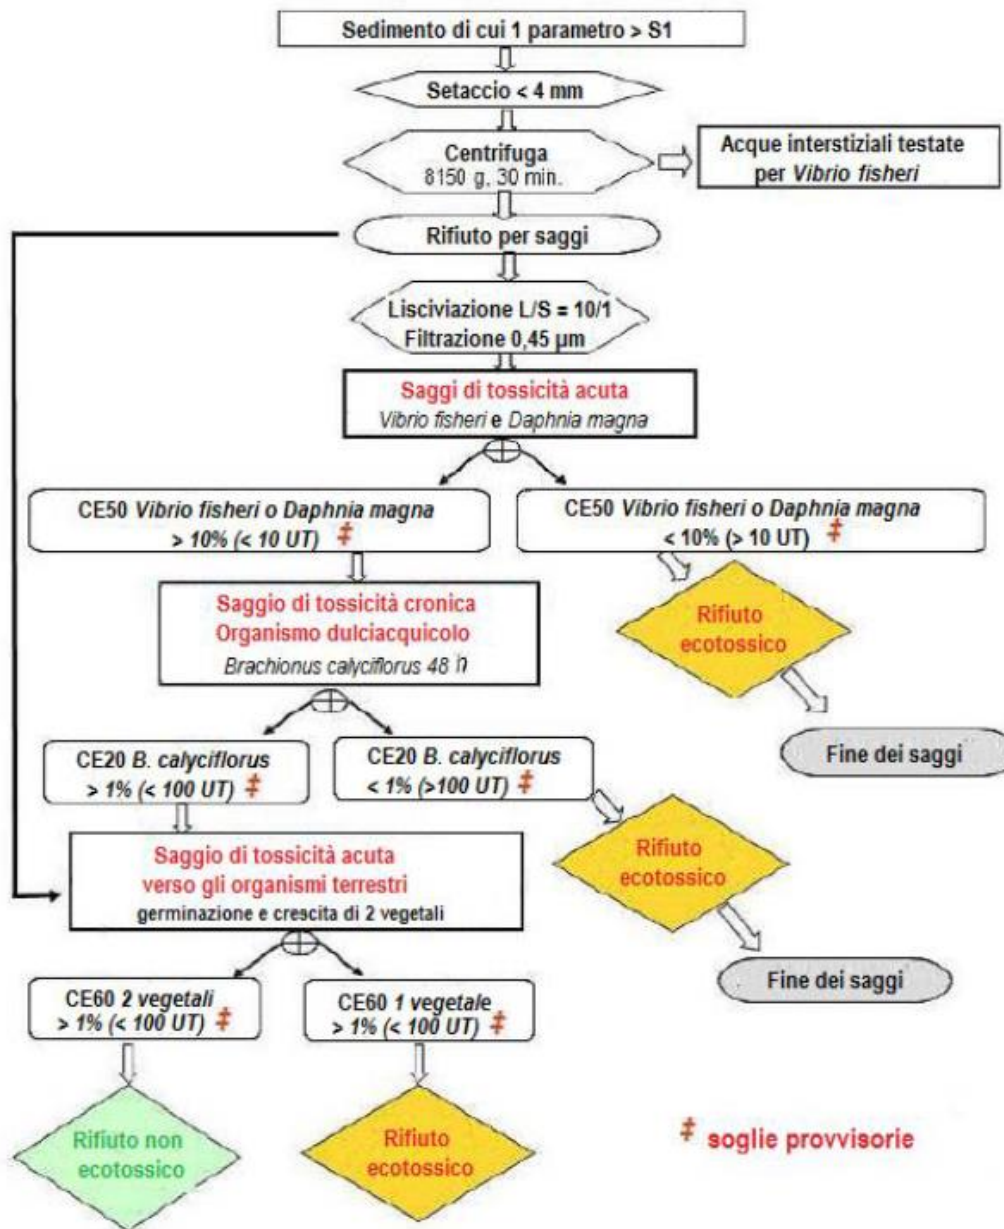 Sedimento di cui 1 parametro > S1
Setaccio < 4 mm
Centrifuga
8150 g, 30 min.
Acque interstiziali testate
per Vibrio fisheri
Rifiuto per saggi
Lisciviazione L/S = 10/1
Filtrazione 0,45 µm
Saggi di tossicità acuta
Vibrio fisheri e Daphnia magna
CE50 Vibrio fisheri o Daphnia magna
> 10% (< 10 UT) ‡
CE50 Vibrio fisheri o Daphnia magna
< 10% (> 10 UT) ‡
Saggio di tossicità cronica
Organismo dulciacquicolo
Brachionus calyciflorus 48 h
Rifiuto
ecotossico
Fine dei saggi
CE20 B. calyciflorus
> 1% (< 100 UT) ‡
CE20 B. calyciflorus
< 1% (>100 UT) ‡
Saggio di tossicità acuta
verso gli organismi terrestri
germinazione e crescita di 2 vegetali
Rifiuto
ecotossico
Fine dei saggi
CE60 2 vegetali
> 1% (< 100 UT) ‡
CE60 1 vegetale
> 1% (< 100 UT) ‡
Rifiuto non
ecotossico
Rifiuto
ecotossico
‡ soglie provvisorie